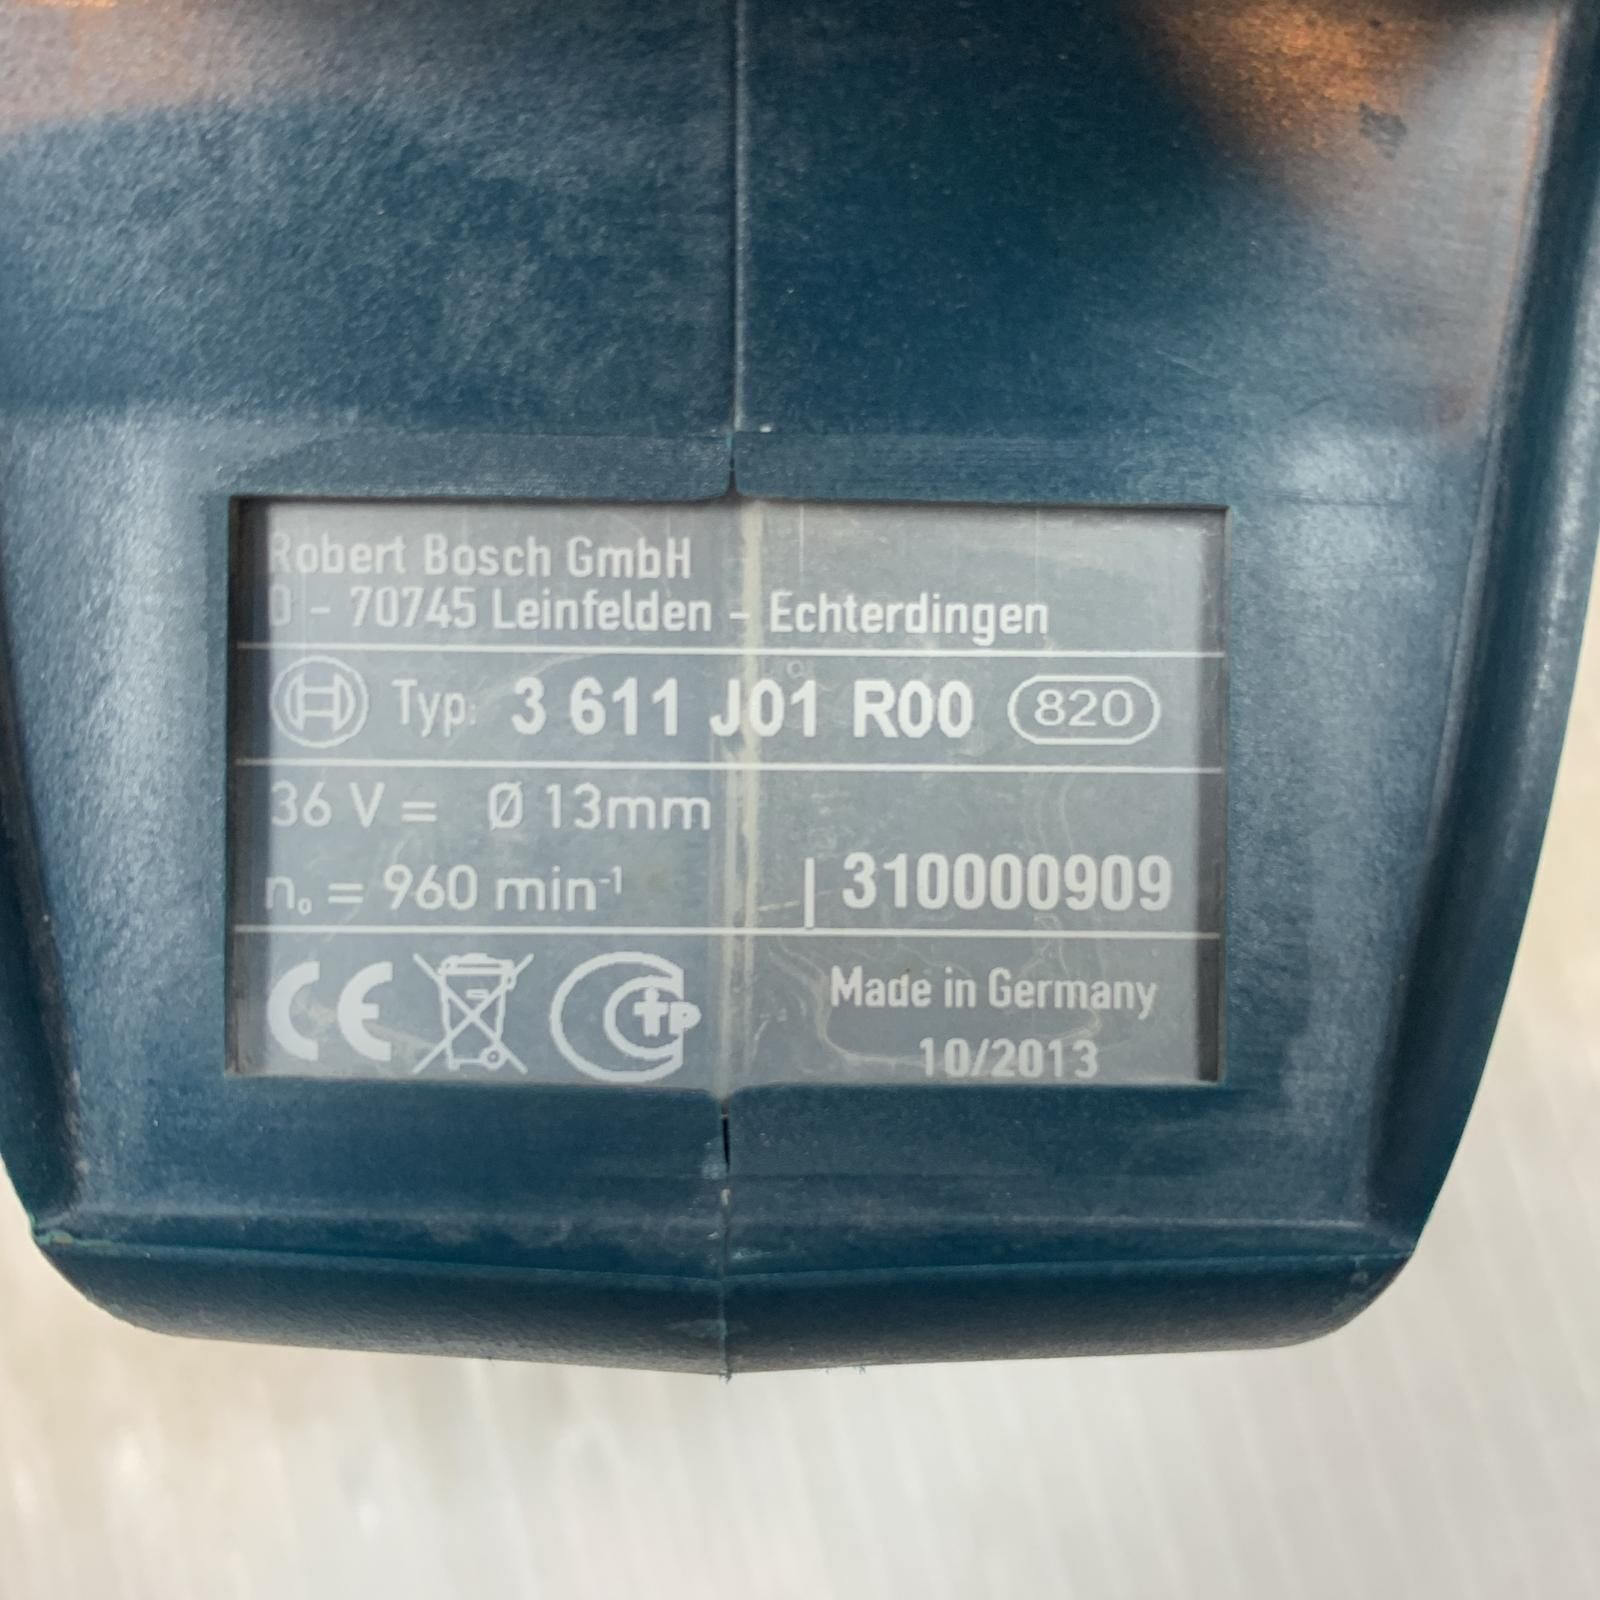 Robert Bosch GmbH
D - 70745 Leinfelden - Echterdingen
Typ: 3 611 J01 R00 820
36 V = Ø 13mm
n₀ = 960 min⁻¹ 310000909
CE
Made in Germany
10/2013